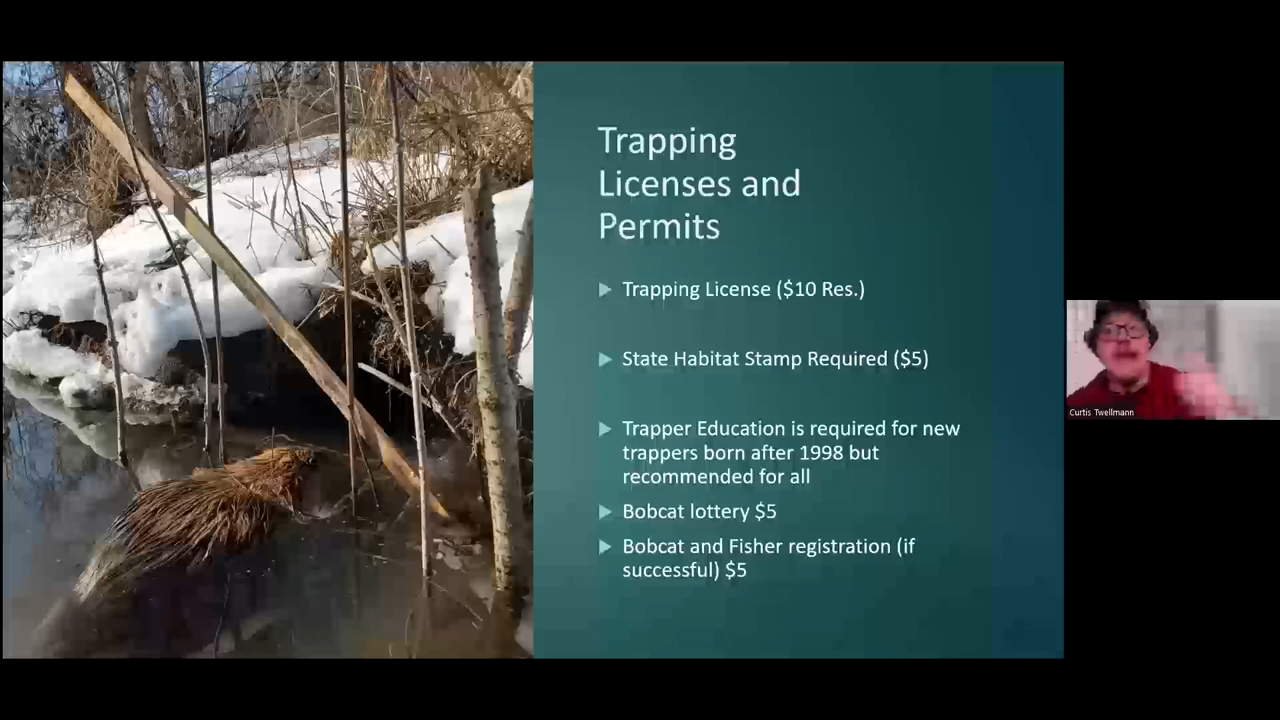 Trapping
Licenses and
Permits
Trapping License ($10 Res.)
State Habitat Stamp Required ($5)
Trapper Education is required for new
trappers born after 1998 but
recommended for all
Bobcat lottery $5
Bobcat and Fisher registration (if
successful) $5
Curtis Twellmann